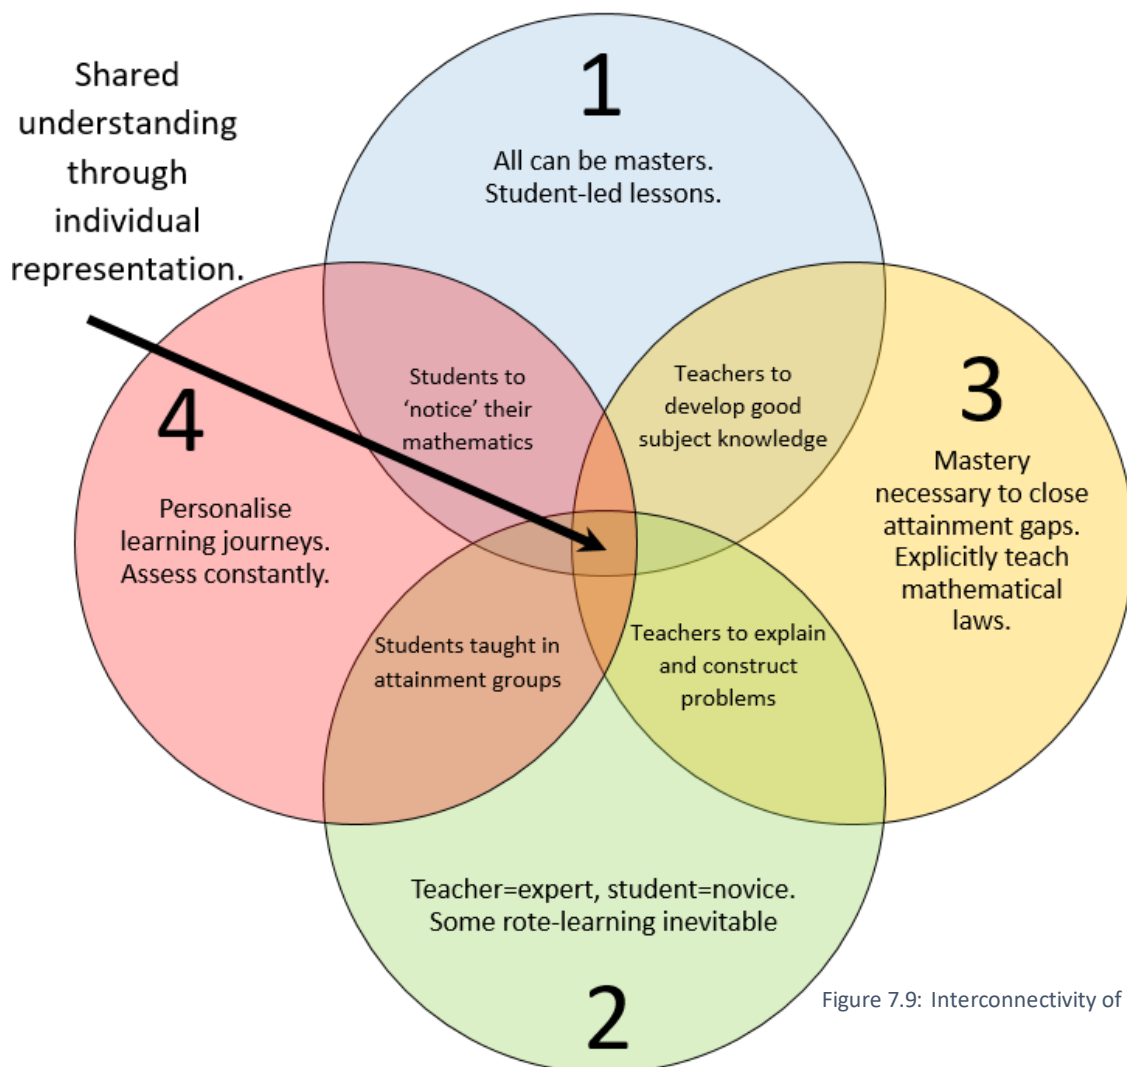 Shared
understanding
through
individual
representation.
1
All can be masters.
Student-led lessons.
4
Personalise
learning journeys.
Assess constantly.
Students to
‘notice’ their
mathematics
Teachers to
develop good
subject knowledge
3
Mastery
necessary to close
attainment gaps.
Explicitly teach
mathematical
laws.
Students taught in
attainment groups
Teachers to explain
and construct
problems
Teacher=expert, student=novice.
Some rote-learning inevitable
2
Figure 7.9: Interconnectivity of